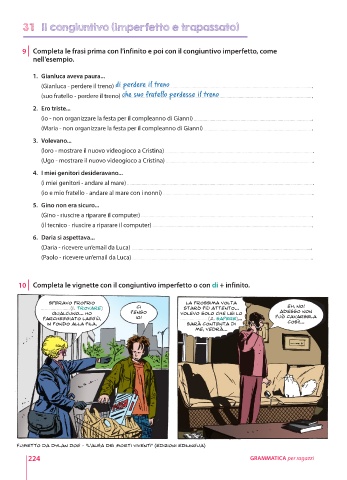 31 Il congiuntivo (imperfetto e trapassato)
9 Completa le frasi prima con l'infinito e poi con il congiuntivo imperfetto, come
nell'esempio.
1. Gianluca aveva paura...
(Gianluca - perdere il treno) di perdere il treno
(suo fratello - perdere il treno) che suo fratello perdesse il treno
2. Ero triste...
(io - non organizzare la festa per il compleanno di Gianni)
(Maria - non organizzare la festa per il compleanno di Gianni)
3. Volevano...
(loro - mostrare il nuovo videogioco a Cristina)
(Ugo - mostrare il nuovo videogioco a Cristina)
4. I miei genitori desideravano...
(i miei genitori - andare al mare)
(io e mio fratello - andare al mare con i nonni)
5. Gino non era sicuro...
(Gino - riuscire a riparare il computer)
(il tecnico - riuscire a riparare il computer)
6. Daria si aspettava...
(Daria - ricevere un'email da Luca)
(Paolo - ricevere un'email da Luca)
10 Completa le vignette con il congiuntivo imperfetto o con di + infinito.
SPERAVO PROPRIO
(1. TROVARE)
QUALCUNO... HO
PARCHEGGIATO LAGGIÙ,
IN FONDO ALLA FILA.
CI
PENSO
IO!
LA PROSSIMA VOLTA
STARÒ PIÙ ATTENTO...
VOLEVO SOLO CHE LEI LO
(2. SAPERE)...
SARÀ CONTENTA DI
ME, VEDRÀ...
EH, NO!
ADESSO NON
PUÒ CAVARSELA
COSÌ...
FUMETTO DA DYLAN DOG - "L'ALBA DEI MORTI VIVENTI" (EDIZIONI EDILINGUA)
224
GRAMMATICA per ragazzi